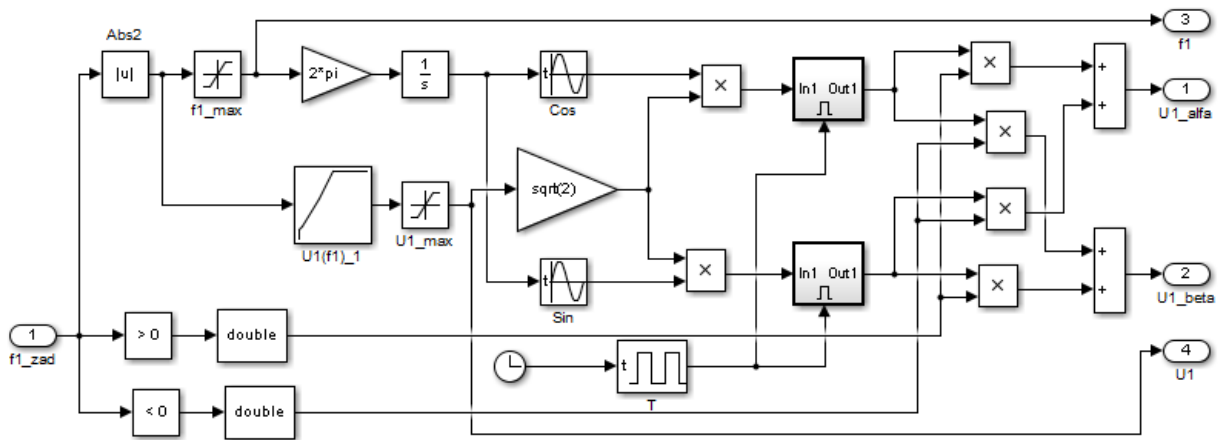 Abs2
|u|
f1_max
2*pi
1
s
t
Cos
×
In1 Out1
×
+
+
3
f1
1
U1_alfa
×
U1(f1)_1
U1_max
sqrt(2)
×
+
+
2
U1_beta
×
t
Sin
×
In1 Out1
1
f1_zad
> 0
double
t
T
4
U1
< 0
double